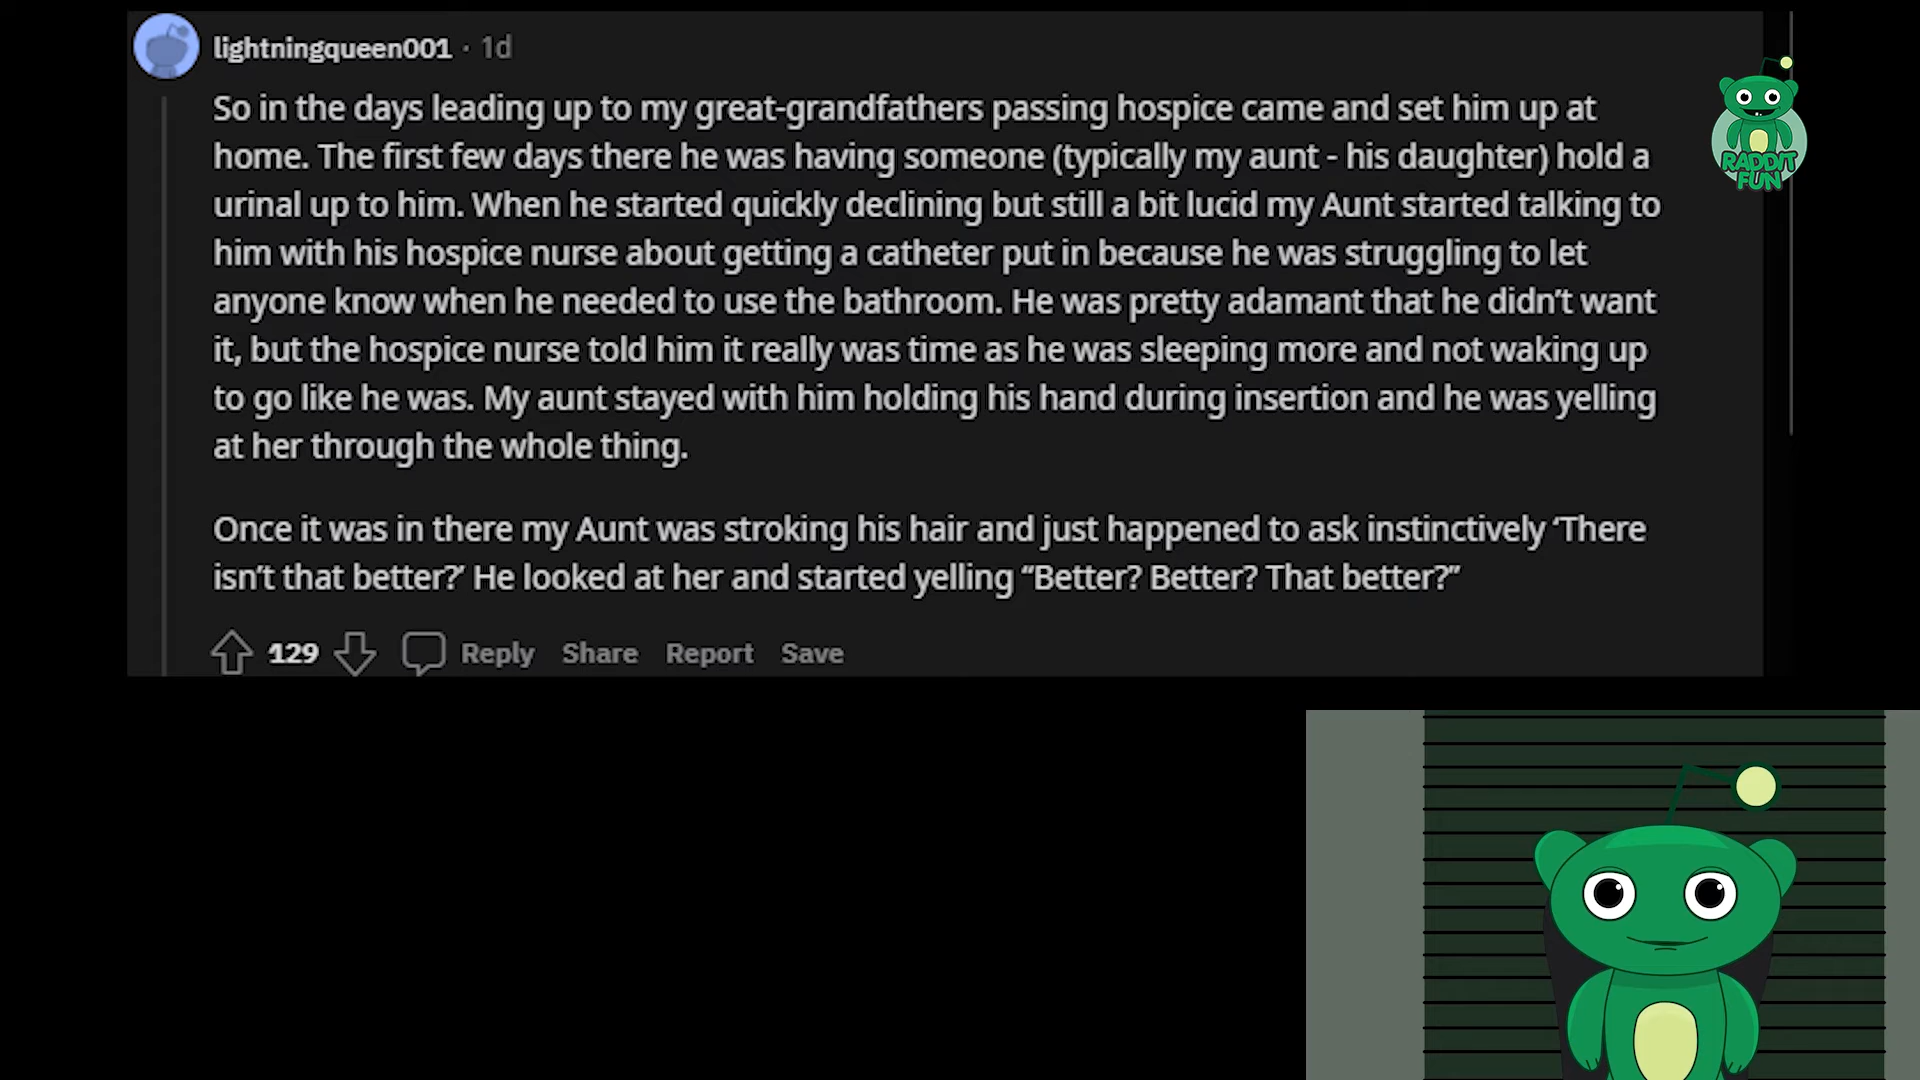 lightningqueen001 · 1d
So in the days leading up to my great-grandfathers passing hospice came and set him up at
home. The first few days there he was having someone (typically my aunt - his daughter) hold a
urinal up to him. When he started quickly declining but still a bit lucid my Aunt started talking to
him with his hospice nurse about getting a catheter put in because he was struggling to let
anyone know when he needed to use the bathroom. He was pretty adamant that he didn’t want
it, but the hospice nurse told him it really was time as he was sleeping more and not waking up
to go like he was. My aunt stayed with him holding his hand during insertion and he was yelling
at her through the whole thing.
Once it was in there my Aunt was stroking his hair and just happened to ask instinctively ‘There
isn’t that better?’ He looked at her and started yelling “Better? Better? That better?”
129 Reply Share Report Save
RADDIT
FUN